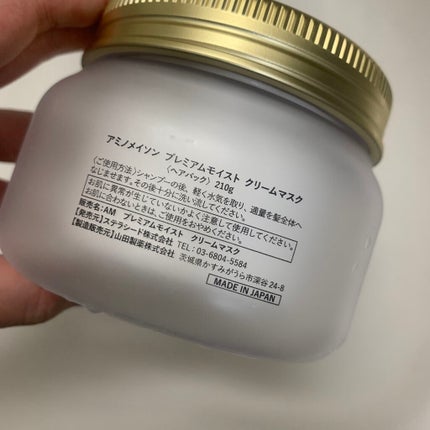 アミノメイソン プレミアムモイスト クリームマスク
〈ヘアパック〉210g
〈ご使用方法〉シャンプーの後、軽く水気を取り、適量を髪全体へ
なじませます。その後十分に洗い流してください。
お肌に異常が生じていないかよく注意して使用してください。
お肌に合わないときは、ご使用をおやめください。
販売名:AM プレミアムモイスト クリームマスク
【発売元】ステラシード株式会社 TEL:03-6804-5584
【製造販売元】山田製薬株式会社 茨城県かすみがうら市深谷24-8
MADE IN JAPAN